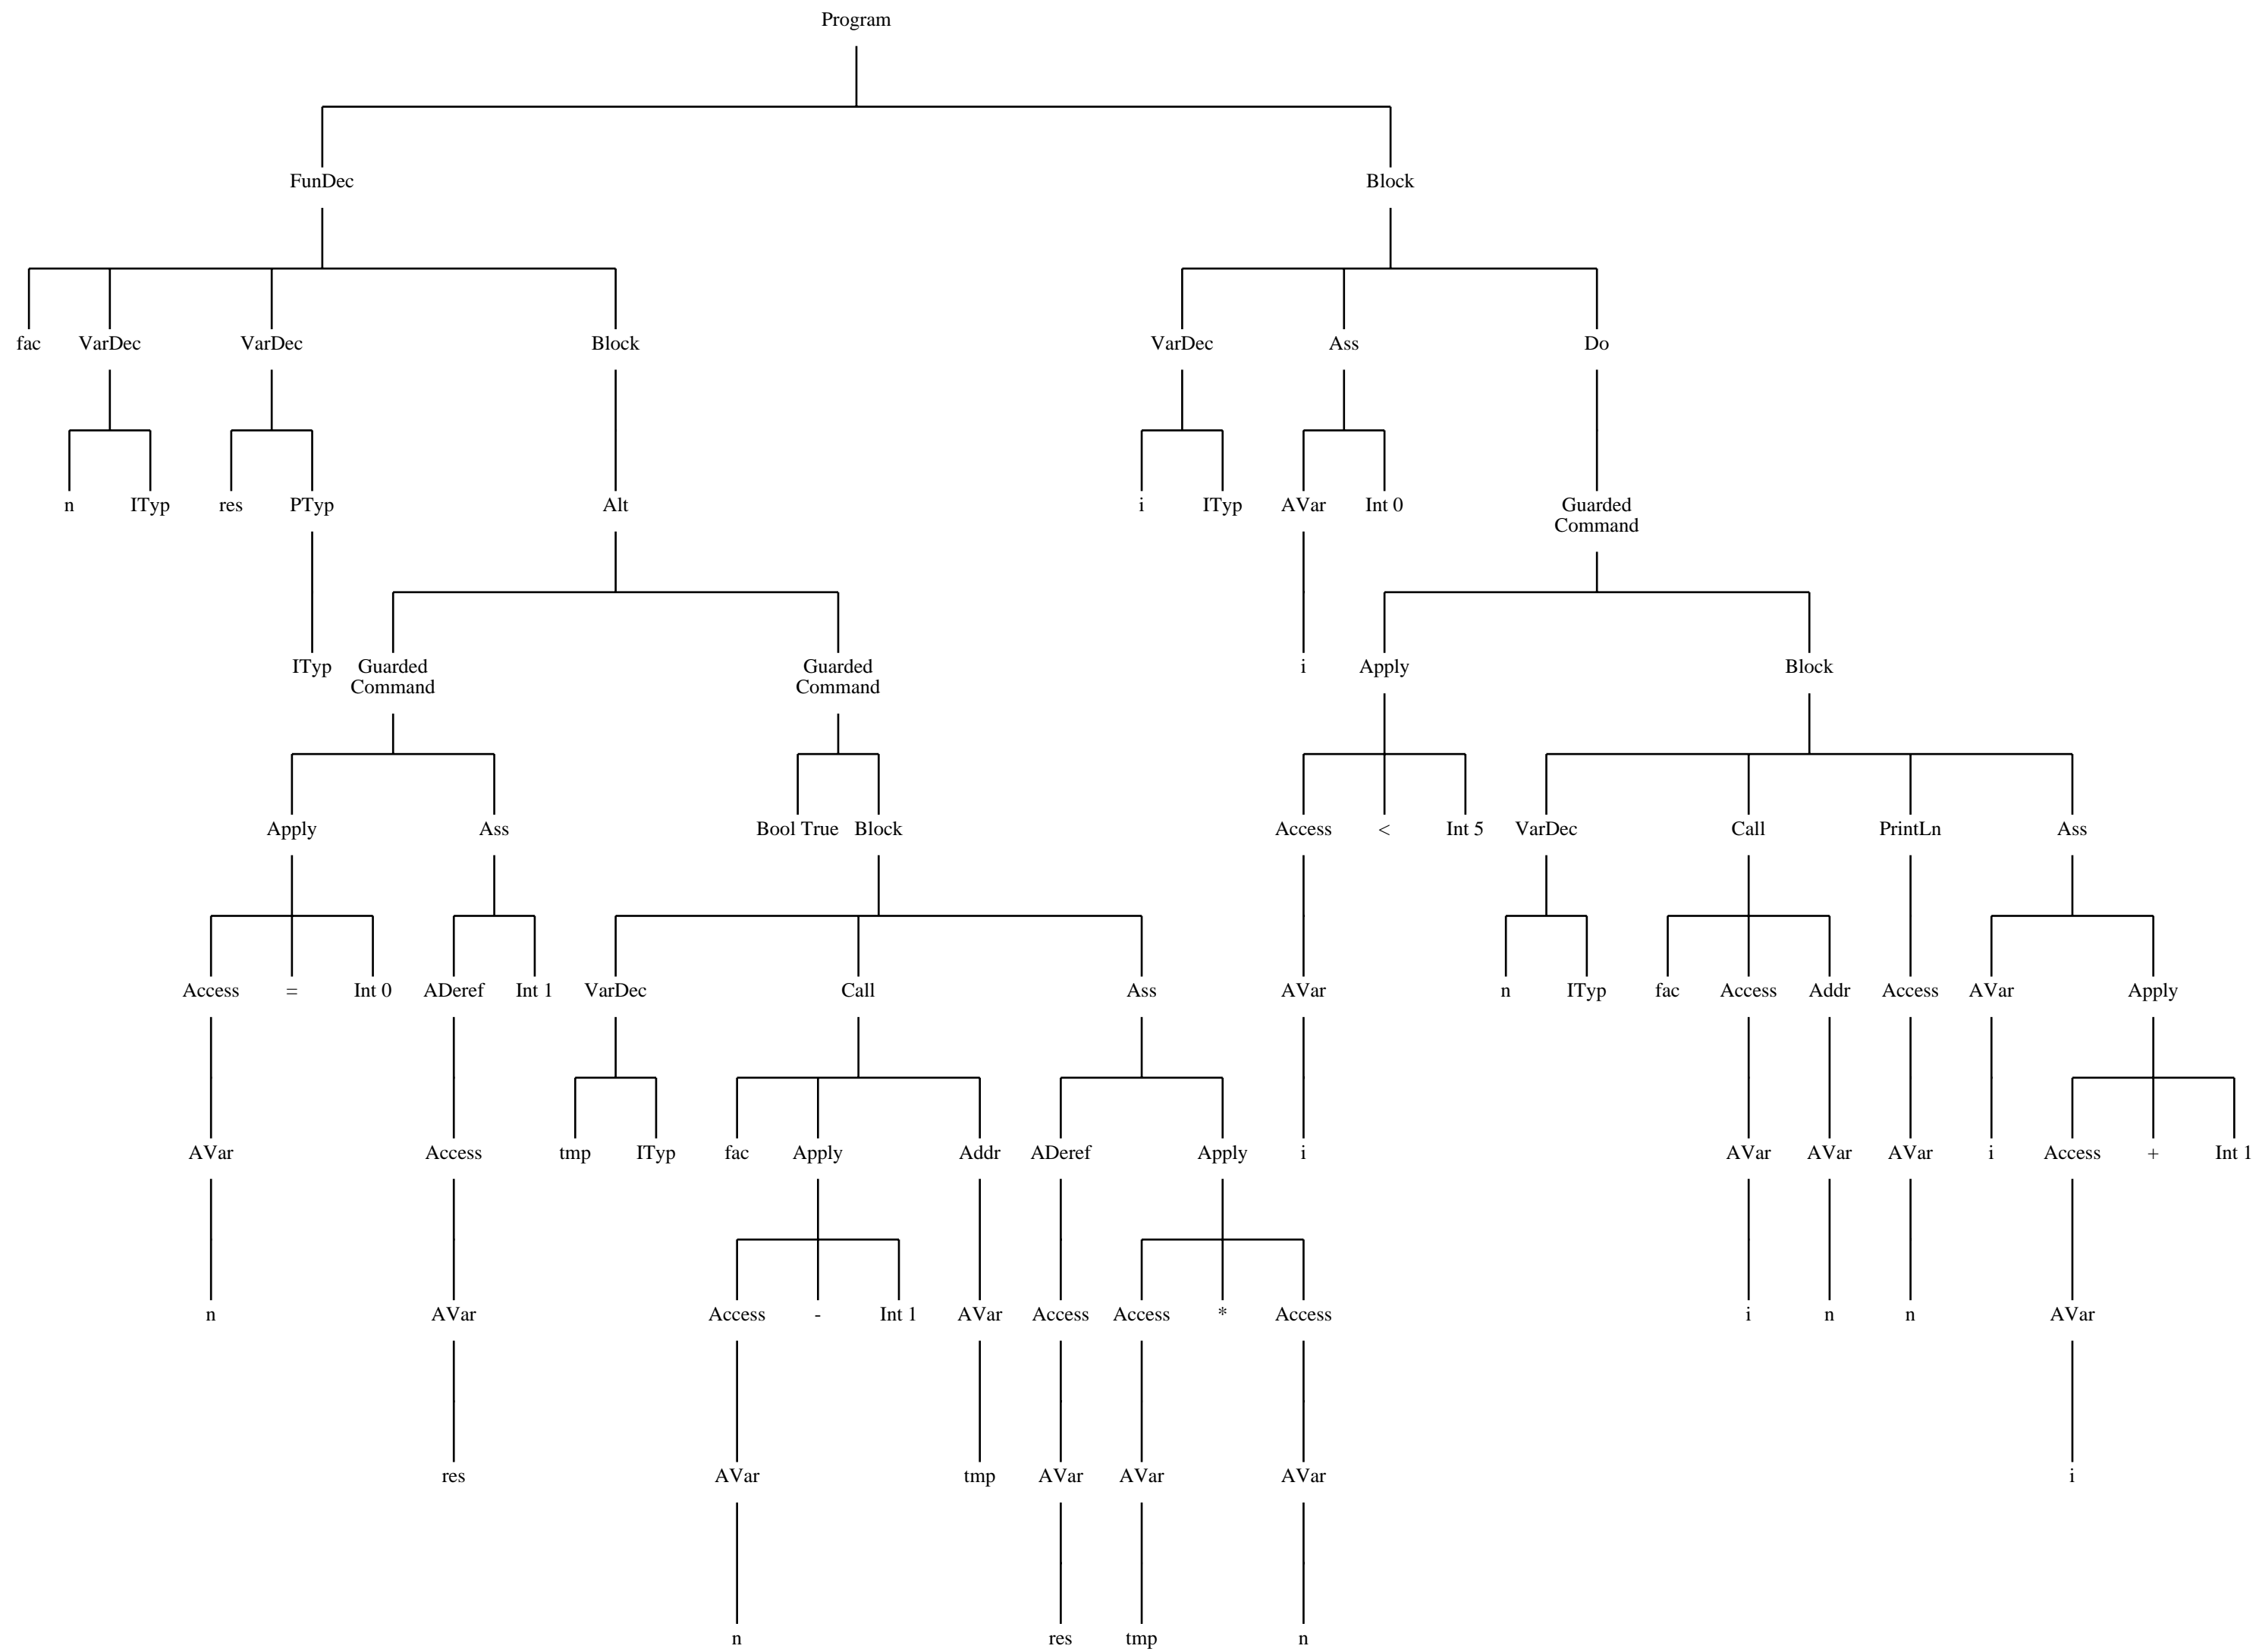 Program
FunDec Block
fac VarDec VarDec Block VarDec Ass Do
n ITyp res PTyp Alt i ITyp AVar Int 0 Guarded
Command
ITyp Guarded Guarded i Apply Block
Command Command
Apply Ass Bool True Block Access < Int 5 VarDec Call PrintLn Ass
Access = Int 0 ADeref Int 1 VarDec Call Ass AVar n ITyp fac Access Addr Access AVar Apply
AVar Access tmp ITyp fac Apply Addr ADeref Apply i AVar AVar AVar i Access + Int 1
n AVar Access - Int 1 AVar Access Access * Access i n n AVar
res AVar tmp AVar AVar AVar i
n res tmp n